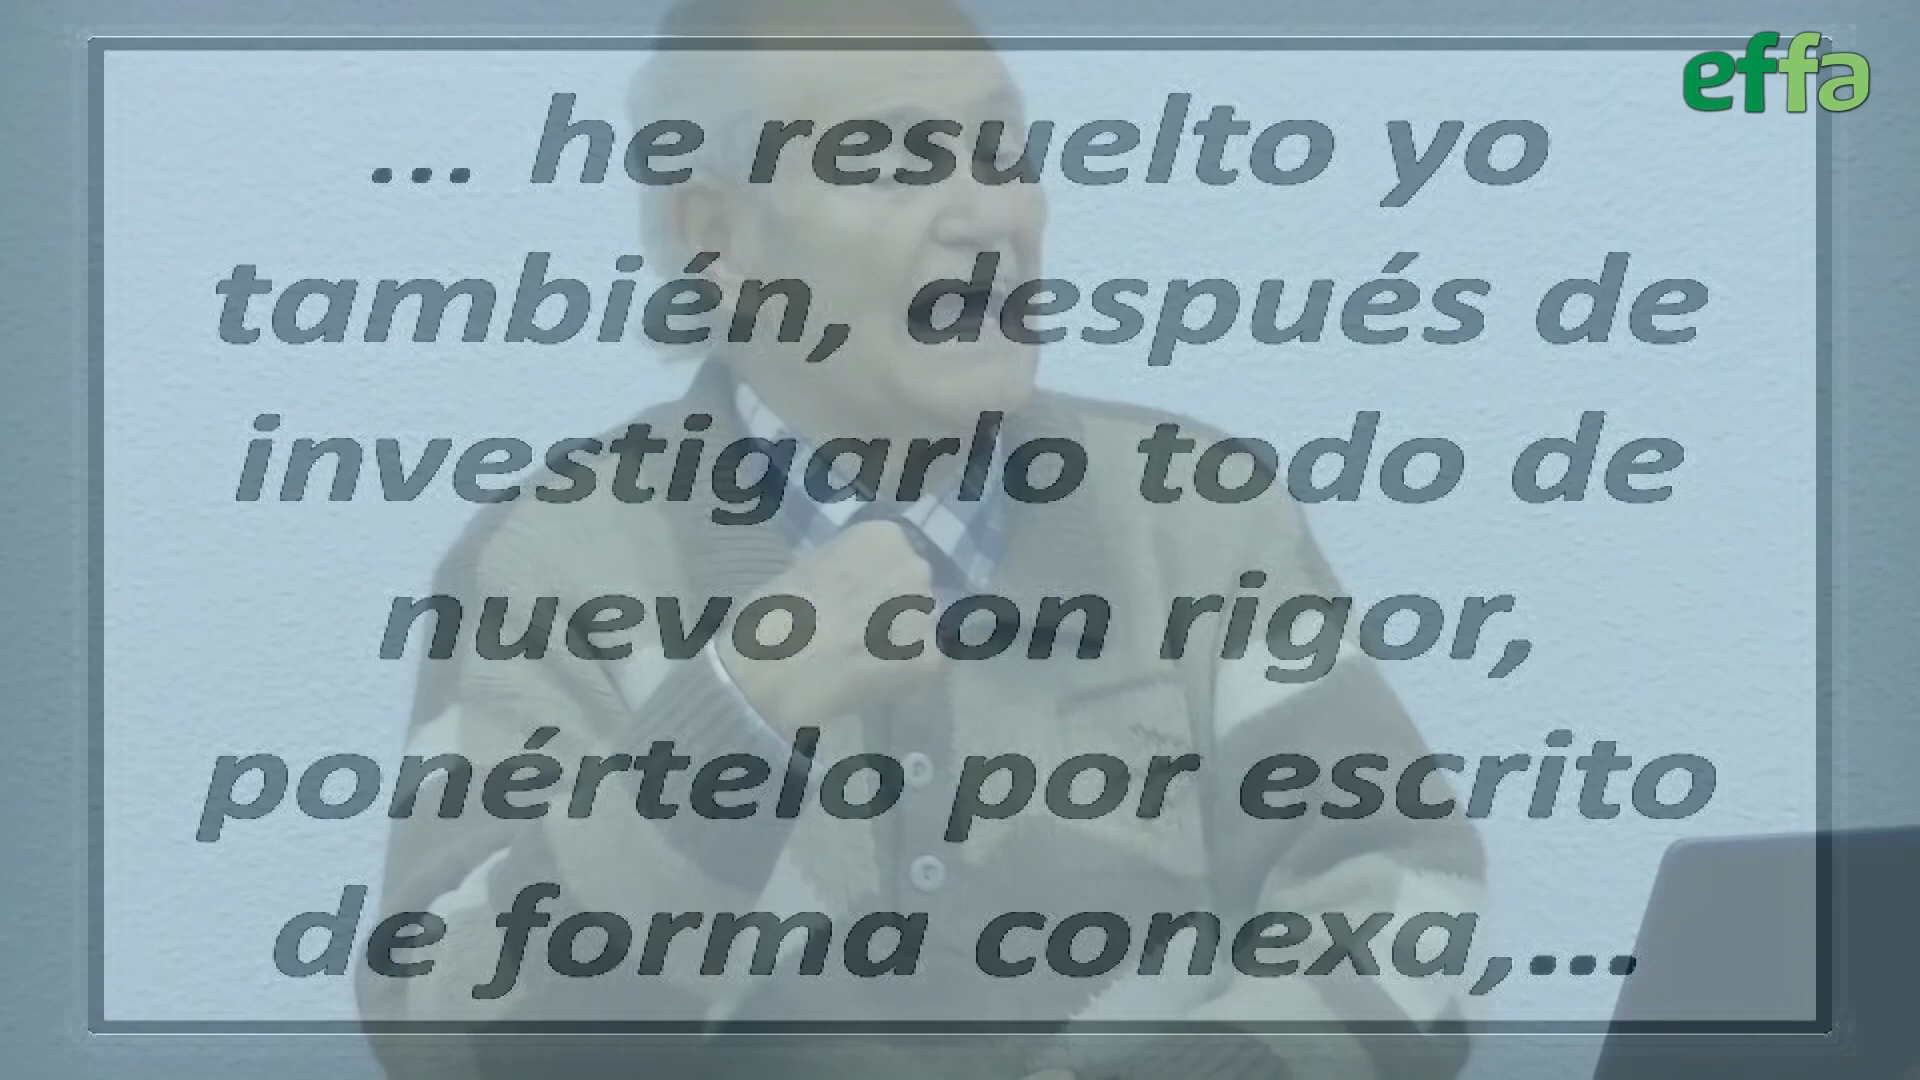 effa
... he resuelto yo
también, después de
investigarlo todo de
nuevo con rigor,
ponértelo por escrito
de forma conexa,...